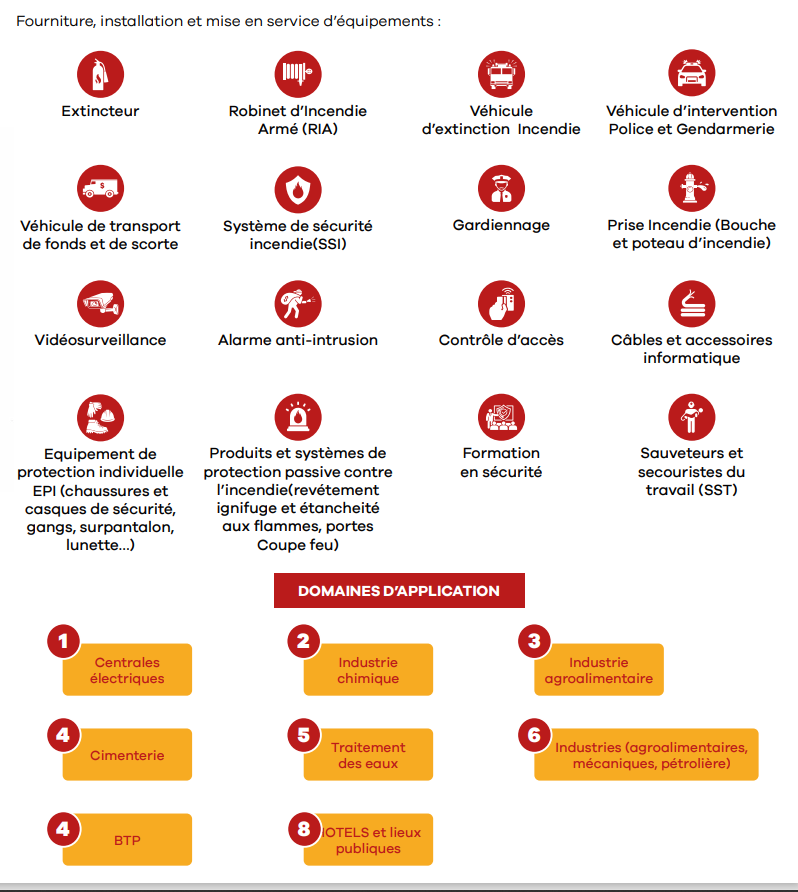 Fourniture, installation et mise en service d'équipements :
Extincteur
Robinet d'Incendie
Armé (RIA)
Véhicule
d'extinction Incendie
Véhicule d'intervention
Police et Gendarmerie
$
Véhicule de transport
de fonds et de scorte
Système de sécurité
incendie(SSI)
Gardiennage
Prise Incendie (Bouche
et poteau d'incendie)
Vidéosurveillance
Alarme anti-intrusion
Contrôle d'accès
Câbles et accessoires
informatique
Equipement de
protection individuelle
EPI (chaussures et
casques de sécurité,
gangs, surpantalon,
lunette...)
Produits et systèmes de
protection passive contre
l'incendie(revétement
ignifuge et étancheité
aux flammes, portes
Coupe feu)
Formation
en sécurité
Sauveteurs et
secouristes du
travail (SST)
DOMAINES D'APPLICATION
1
Centrales
électriques
2
Industrie
chimique
3
Industrie
agroalimentaire
4
Cimenterie
5
Traitement
des eaux
6
Industries (agroalimentaires,
mécaniques, pétrolière)
4
BTP
8
HOTELS et lieux
publiques